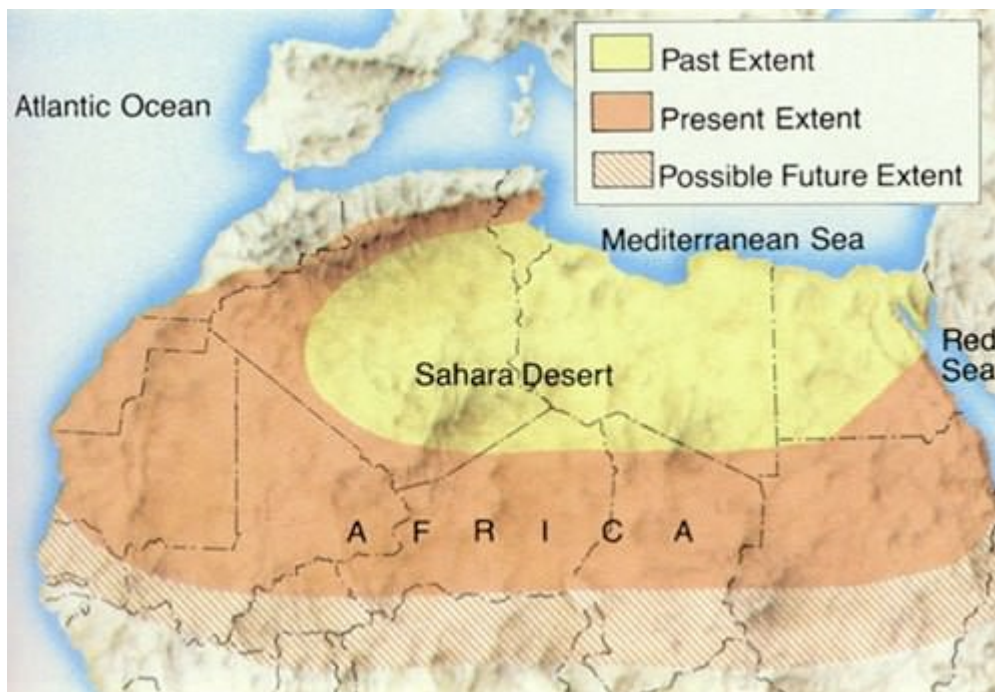 Past Extent
Atlantic Ocean
Present Extent
Possible Future Extent
Mediterranean Sea
Red
Sea
Sahara Desert
A F R I C A